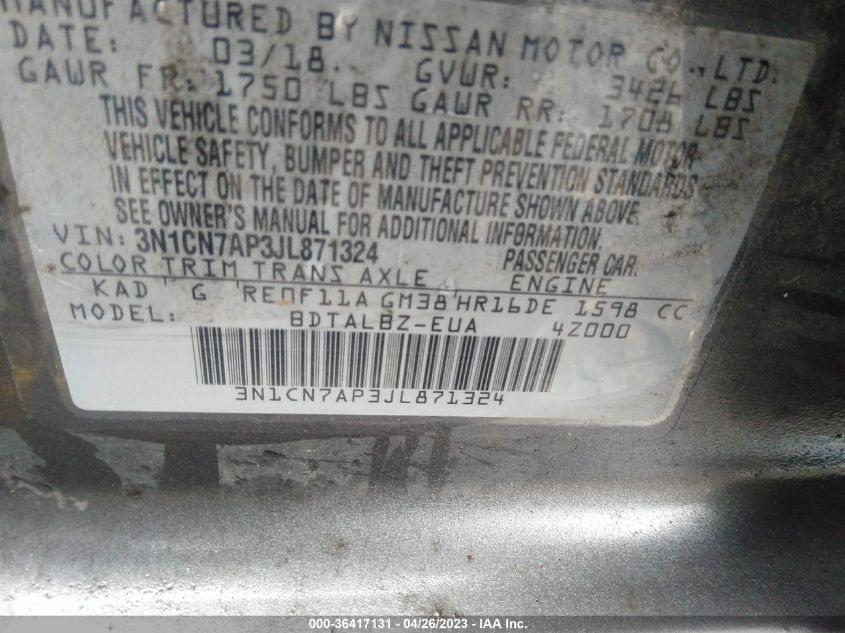 MANUFACTURED BY NISSAN MOTOR CO., LTD.
DATE: 03/18. GVWR: 3426 LBS
GAWR FR: 1750 LBS GAWR RR: 1708 LBS
THIS VEHICLE CONFORMS TO ALL APPLICABLE FEDERAL MOTOR
VEHICLE SAFETY, BUMPER AND THEFT PREVENTION STANDARDS
IN EFFECT ON THE DATE OF MANUFACTURE SHOWN ABOVE.
SEE OWNER'S MANUAL FOR ADDITIONAL INFORMATION.
VIN: 3N1CN7AP3JL871324 PASSENGER CAR.
COLOR TRIM TRANS AXLE ENGINE
KAD G RE0F11A GM38 HR16DE 1598 CC
MODEL: BDTALBZ-EUA 4Z000
3N1CN7AP3JL871324
000-36417131 - 04/26/2023 - IAA Inc.